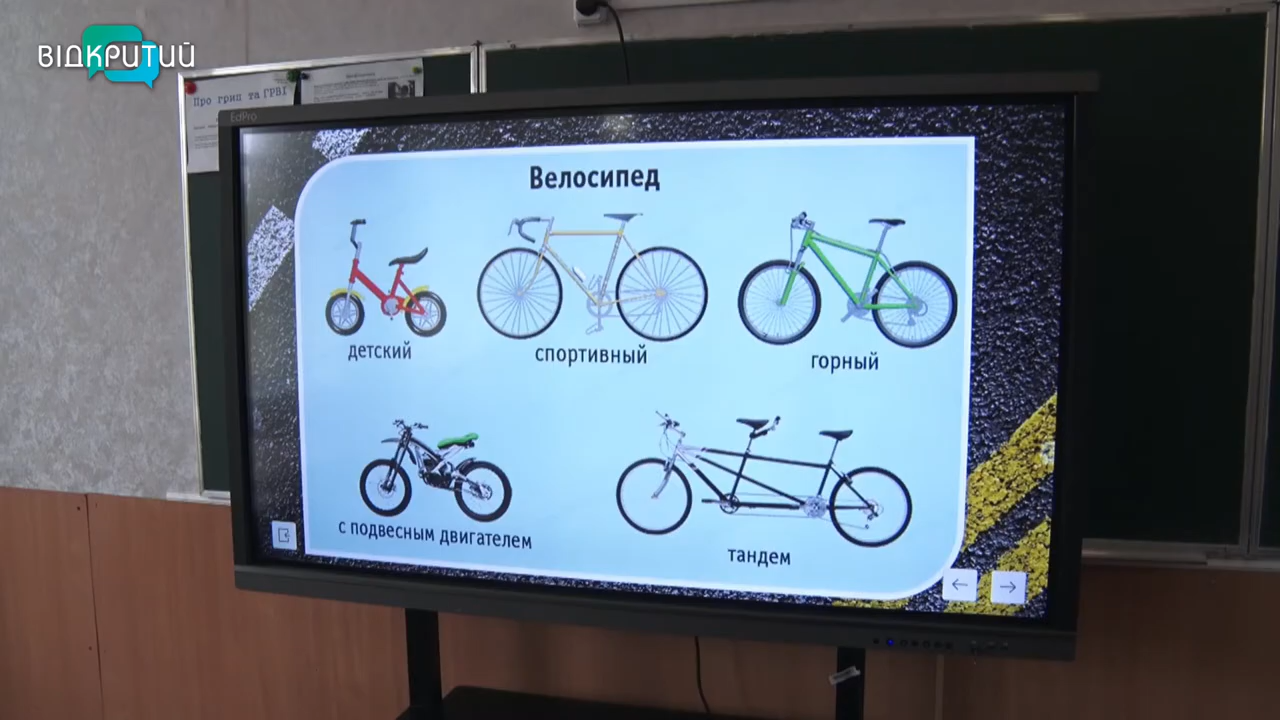 ВІДКРИТИЙ
Про грип та ГРВІ
EdPro
Велосипед
детский
спортивный
горный
с подвесным двигателем
тандем